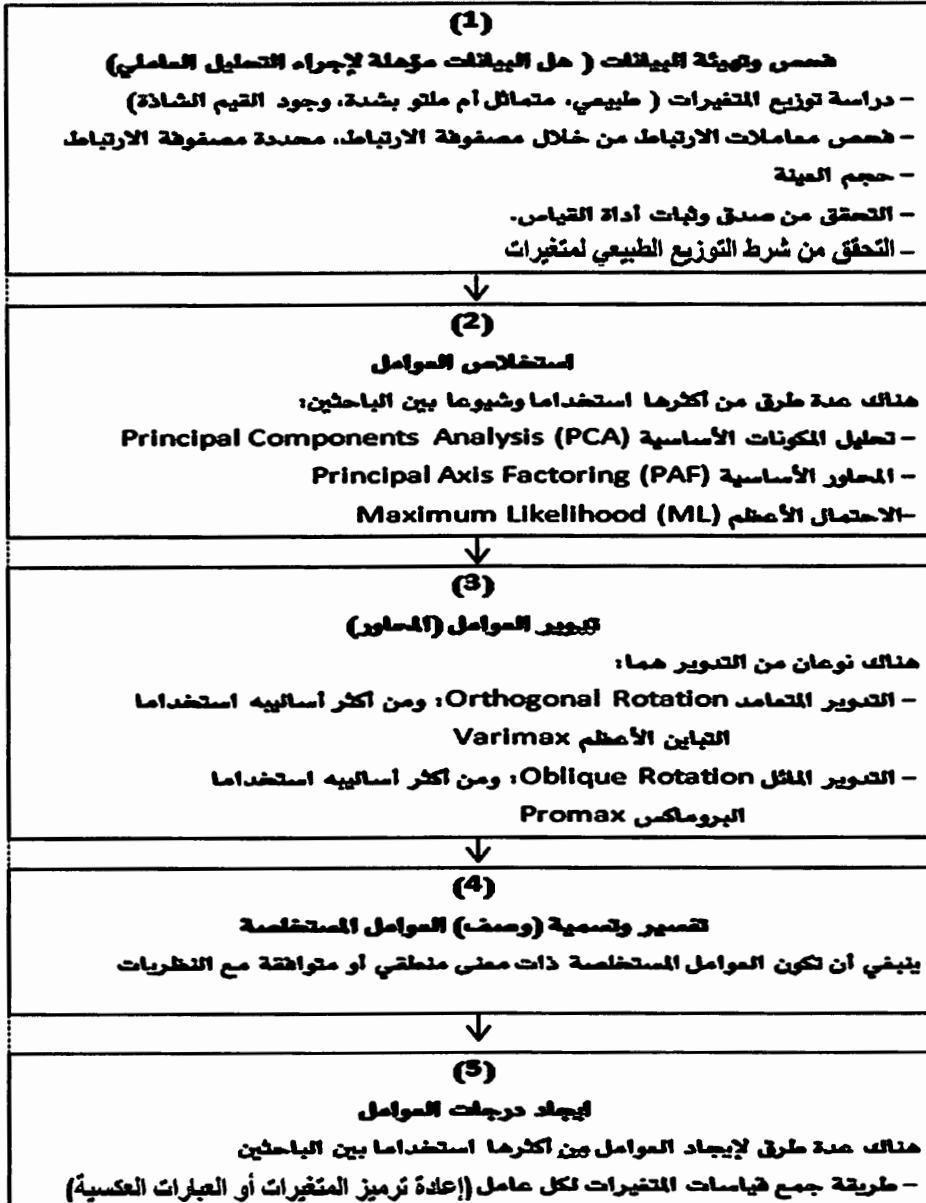 (1)
فحص وتهيئة البيانات ( هل البيانات مؤهلة لإجراء التحليل العاملي)
– دراسة توزيع المتغيرات ( طبيعي، متماثل أم ملتو بشدة، وجود القيم الشاذة)
– فحص معاملات الارتباط من خلال مصفوفة الارتباط، محددة مصفوفة الارتباط
– حجم العينة
– التحقق من صدق وثبات أداة القياس.
– التحقق من شرط التوزيع الطبيعي لمتغيرات
(2)
استخلاص العوامل
هناك عدة طرق من أكثرها استخداما وشيوعا بين الباحثين:
– تحليل المكونات الأساسية Principal Components Analysis (PCA)
– المحاور الأساسية Principal Axis Factoring (PAF)
–الاحتمال الأعظم Maximum Likelihood (ML)
(3)
تدوير العوامل (المحاور)
هناك نوعان من التدوير هما:
– التدوير المتعامد Orthogonal Rotation: ومن أكثر أساليبه استخداما
التباين الأعظم Varimax
– التدوير المائل Oblique Rotation: ومن أكثر أساليبه استخداما
البروماكس Promax
(4)
تفسير وتسمية (وصف) العوامل المستخلصة
ينبغي أن تكون العوامل المستخلصة ذات معنى منطقي أو متوافقة مع النظريات
(5)
ايجاد درجات العوامل
هناك عدة طرق لإيجاد العوامل من أكثرها استخداما بين الباحثين
– طريقة جمع قياسات المتغيرات لكل عامل (إعادة ترميز المتغيرات أو العبارات العكسية)